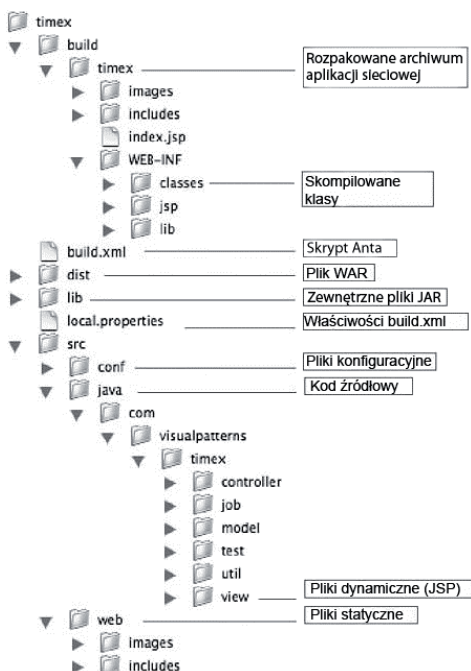 timex
build
timex
Rozpakowane archiwum
aplikacji sieciowej
images
includes
index.jsp
WEB-INF
classes
Skompilowane
klasy
jsp
lib
build.xml
Skrypt Anta
dist
Plik WAR
lib
Zewnętrzne pliki JAR
local.properties
Właściwości build.xml
src
conf
Pliki konfiguracyjne
java
Kod źródłowy
com
visualpatterns
timex
controller
job
model
test
util
view
Pliki dynamiczne (JSP)
web
Pliki statyczne
images
includes